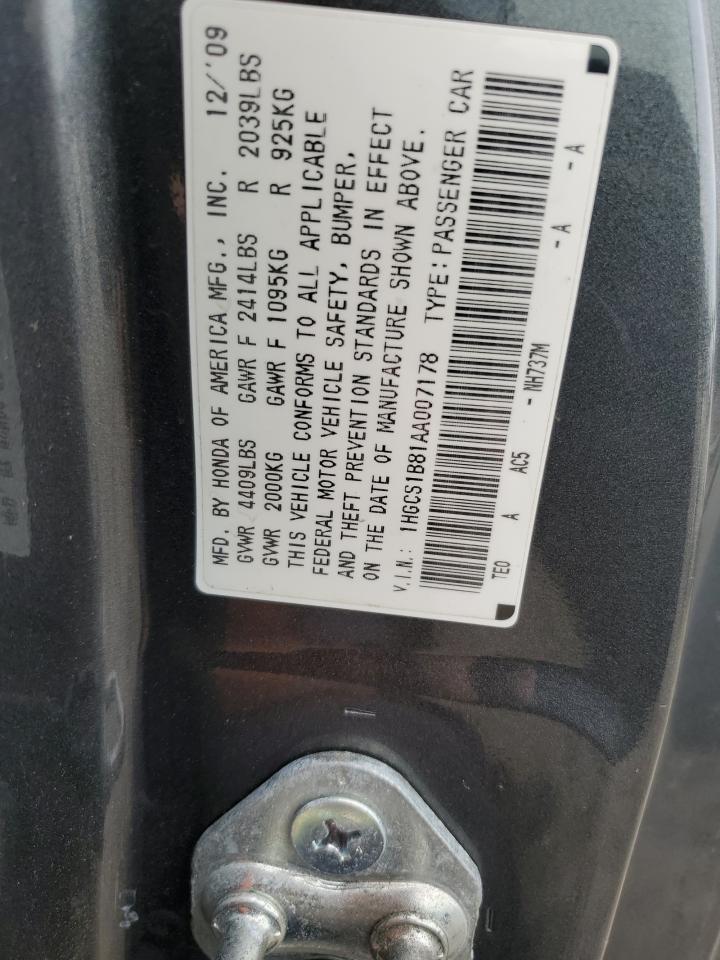 MFD. BY HONDA OF AMERICA MFG., INC. 12/'09
GVWR 4409LBS GAWR F 2414LBS R 2039LBS
GVWR 2000KG GAWR F 1095KG R 925KG
THIS VEHICLE CONFORMS TO ALL APPLICABLE
FEDERAL MOTOR VEHICLE SAFETY, BUMPER,
AND THEFT PREVENTION STANDARDS IN EFFECT
ON THE DATE OF MANUFACTURE SHOWN ABOVE.
V.I.N.: 1HGCS1B81AA007178 TYPE: PASSENGER CAR
TE0 A AC5 - NH737M - A - A